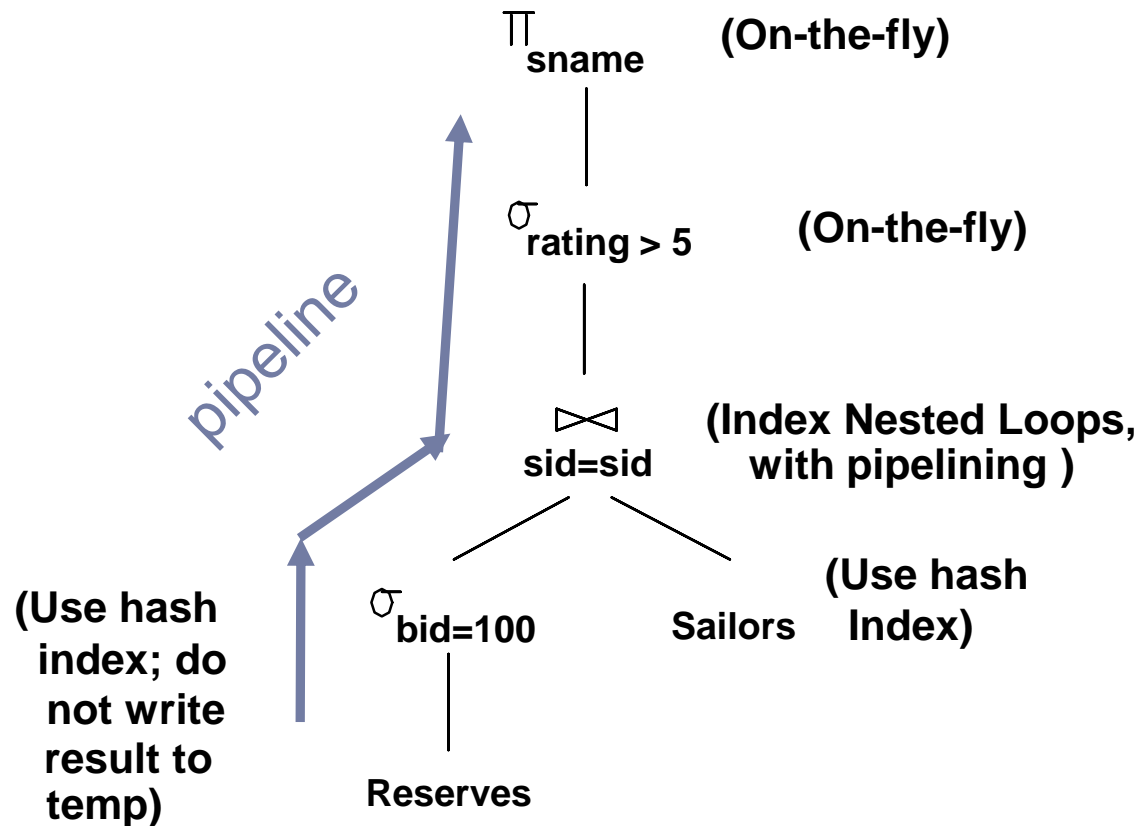 π sname (On-the-fly)
σ rating > 5 (On-the-fly)
pipeline
⋈ (Index Nested Loops,
sid=sid with pipelining )
(Use hash
index; do
not write
result to
temp)
σ bid=100
Sailors
(Use hash
Index)
Reserves